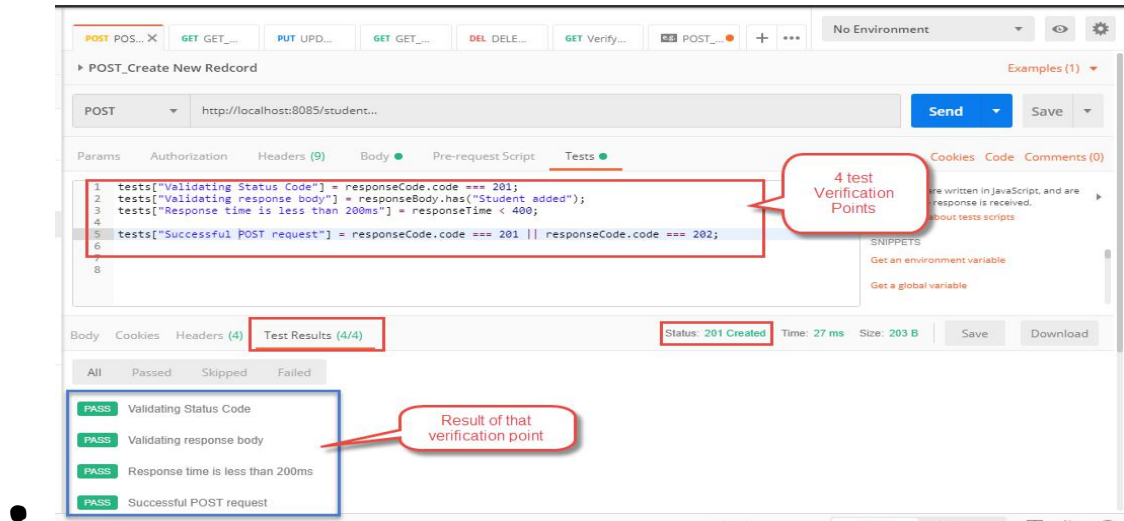 POST POS... X GET GET_... PUT UPD... GET GET_... DEL DELE... GET Verify... e.g. POST_... + ••• No Environment
POST_Create New Redcord Examples (1)
POST http://localhost:8085/student... Send Save
Params Authorization Headers (9) Body Pre-request Script Tests Cookies Code Comments (0)
1 tests["Validating Status Code"] = responseCode.code === 201;
2 tests["Validating response body"] = responseBody.has("Student added");
3 tests["Response time is less than 200ms"] = responseTime < 400;
4
5 tests["Successful POST request"] = responseCode.code === 201 || responseCode.code === 202;
6
7
8
4 test
Verification
Points
are written in JavaScript, and are
response is received.
about tests scripts
SNIPPETS
Get an environment variable
Get a global variable
Body Cookies Headers (4) Test Results (4/4) Status: 201 Created Time: 27 ms Size: 203 B Save Download
All Passed Skipped Failed
PASS Validating Status Code
PASS Validating response body
PASS Response time is less than 200ms
PASS Successful POST request
Result of that
verification point